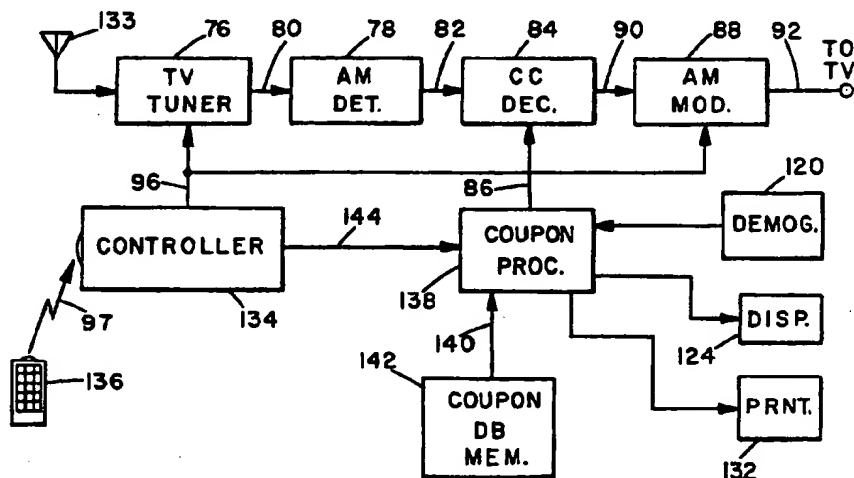 133
76
80
78
82
84
90
88
92
TO
TV
TV
TUNER
AM
DET.
CC
DEC.
AM
MOD.
96
86
120
DEMOG.
CONTROLLER
144
COUPON
PROC.
138
134
97
136
140
142
COUPON
DB
MEM.
DISP.
124
PRNT.
132